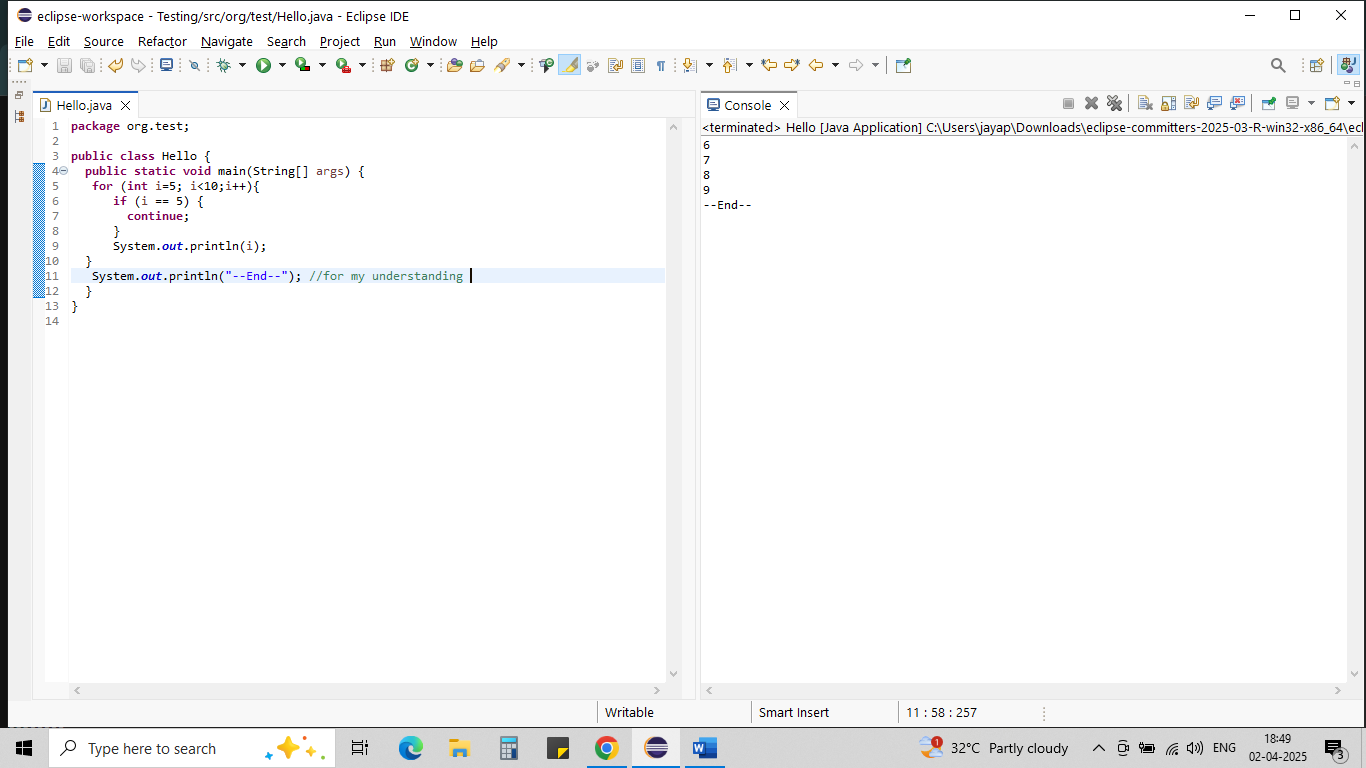 eclipse-workspace - Testing/src/org/test/Hello.java - Eclipse IDE
File Edit Source Refactor Navigate Search Project Run Window Help
Hello.java
1 package org.test;
2
3 public class Hello {
4 public static void main(String[] args) {
5 for (int i=5; i<10;i++){
6 if (i == 5) {
7 continue;
8 }
9 System.out.println(i);
10 }
11 System.out.println("--End--"); //for my understanding
12 }
13 }
14
Console
<terminated> Hello [Java Application] C:\Users\jayap\Downloads\eclipse-committers-2025-03-R-win32-x86_64\ecl
6
7
8
9
--End--
Writable Smart Insert 11 : 58 : 257
Type here to search
1
32°C Partly cloudy
ENG
18:49
02-04-2025
3